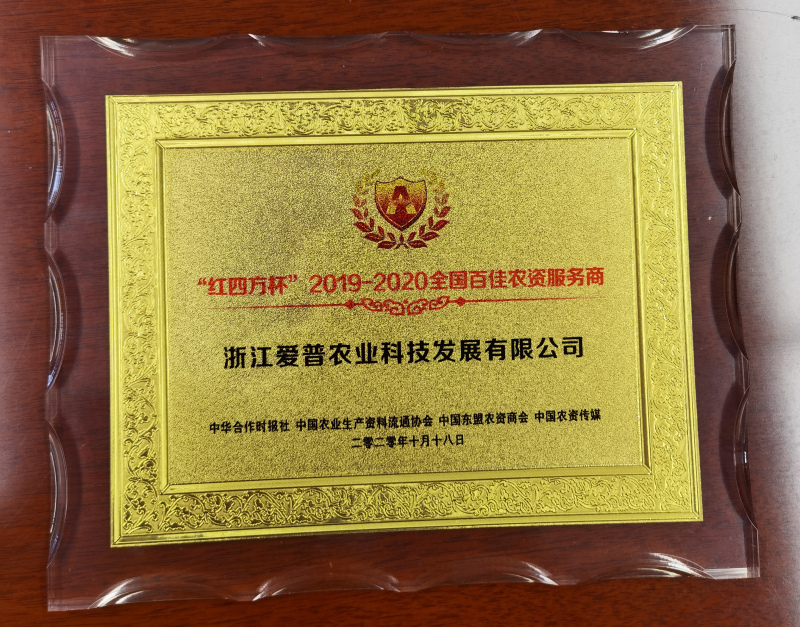 “红四方杯”2019-2020全国百佳农资服务商
浙江爱普农业科技发展有限公司
中华合作时报社 中国农业生产资料流通协会 中国东盟农资商会 中国农资传媒
二零二零年十月十八日